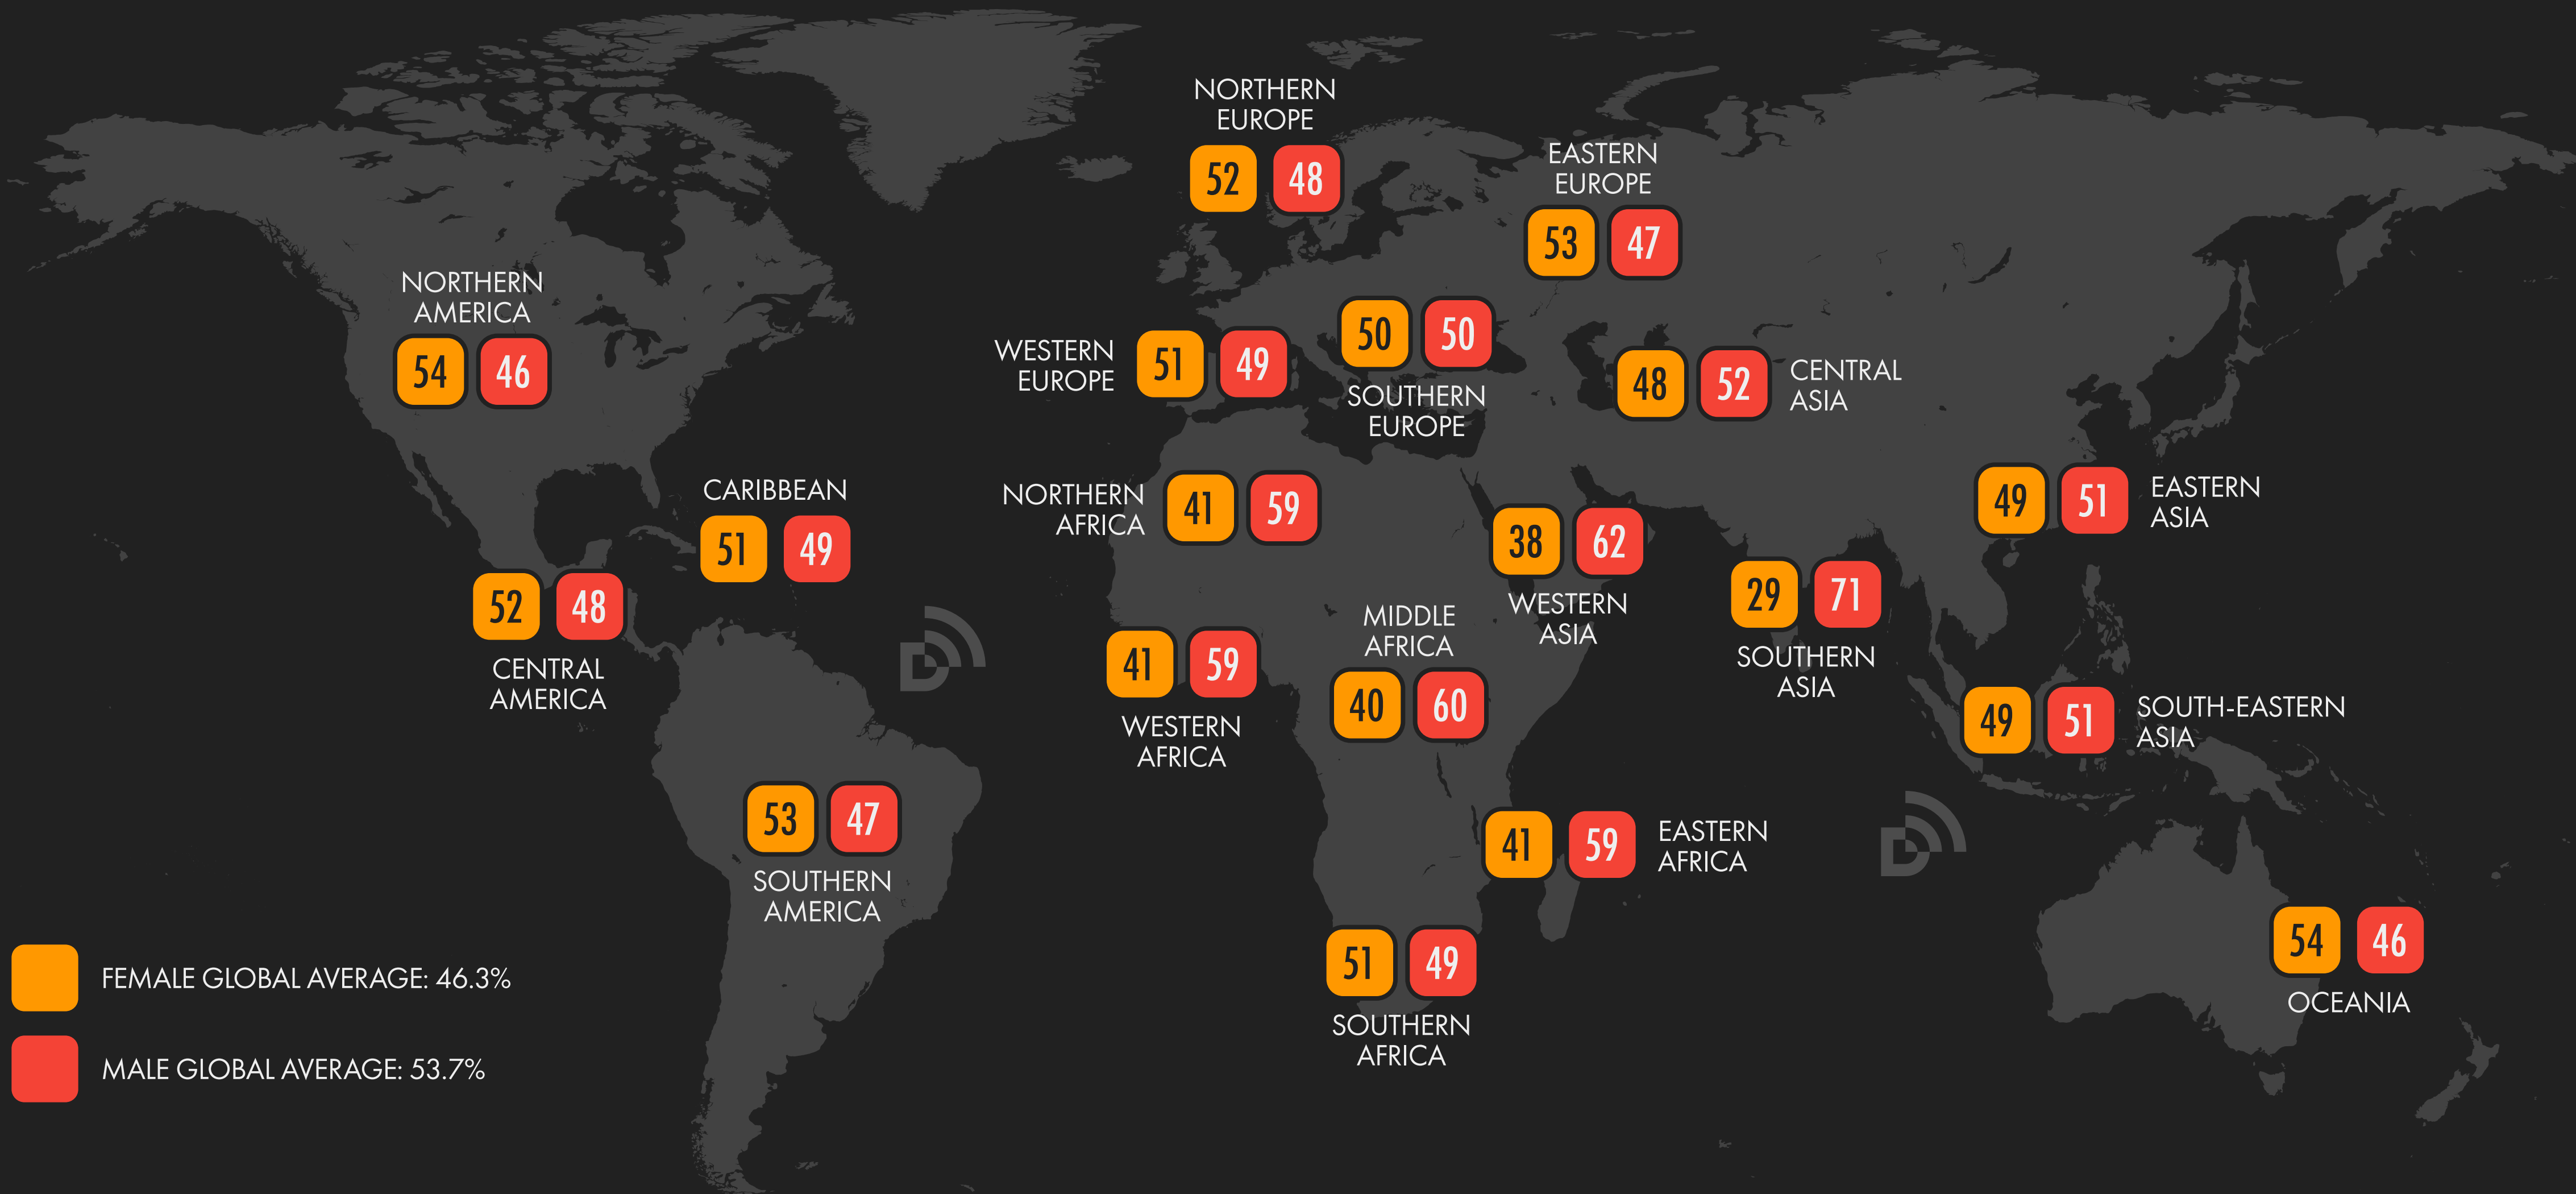 NORTHERN
EUROPE
52 48
EASTERN
EUROPE
53 47
NORTHERN
AMERICA
54 46
WESTERN
EUROPE
51 49
50 50
SOUTHERN
EUROPE
48 52
CENTRAL
ASIA
CARIBBEAN
51 49
NORTHERN
AFRICA
41 59
38 62
WESTERN
ASIA
49 51
EASTERN
ASIA
52 48
CENTRAL
AMERICA
29 71
SOUTHERN
ASIA
41 59
WESTERN
AFRICA
MIDDLE
AFRICA
40 60
49 51
SOUTH-EASTERN
ASIA
53 47
SOUTHERN
AMERICA
41 59
EASTERN
AFRICA
51 49
SOUTHERN
AFRICA
54 46
OCEANIA
FEMALE GLOBAL AVERAGE: 46.3%
MALE GLOBAL AVERAGE: 53.7%